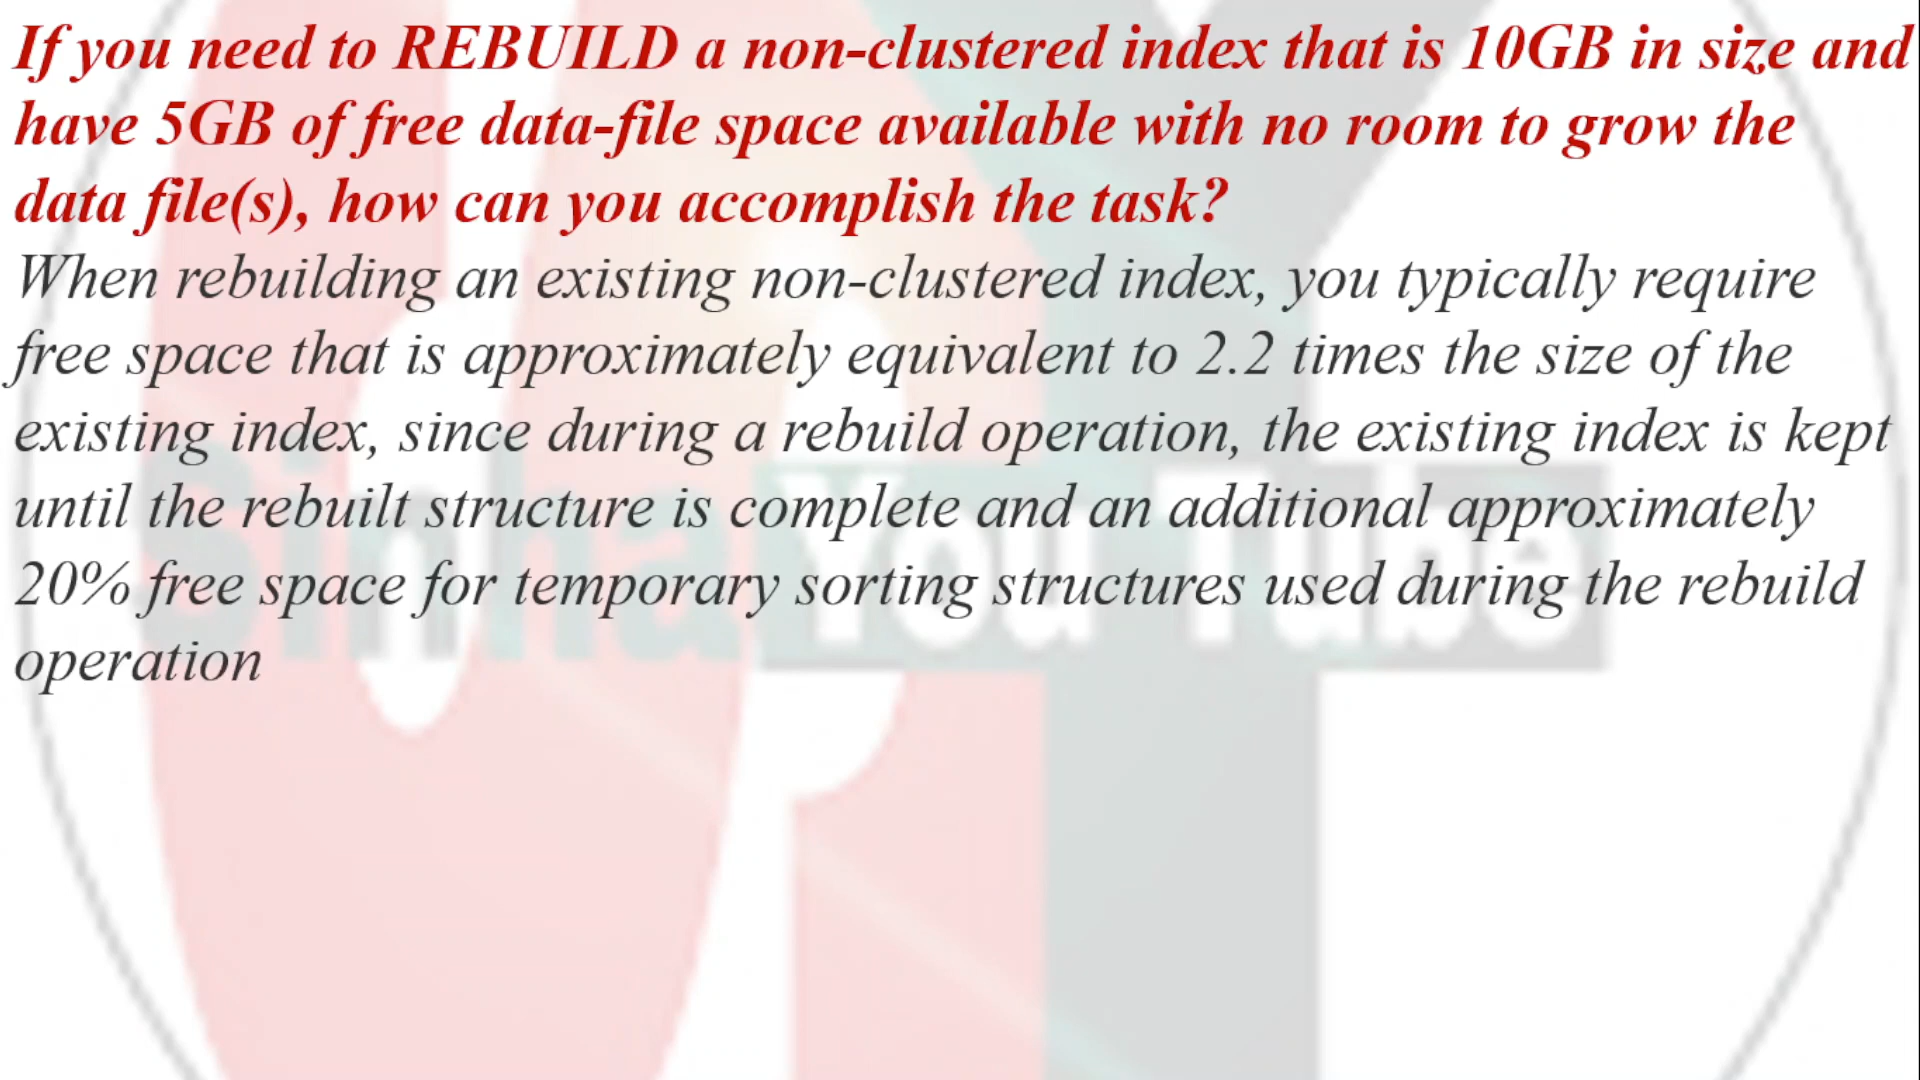 If you need to REBUILD a non-clustered index that is 10GB in size and
have 5GB of free data-file space available with no room to grow the
data file(s), how can you accomplish the task?
When rebuilding an existing non-clustered index, you typically require
free space that is approximately equivalent to 2.2 times the size of the
existing index, since during a rebuild operation, the existing index is kept
until the rebuilt structure is complete and an additional approximately
20% free space for temporary sorting structures used during the rebuild
operation
Sinha You Tube